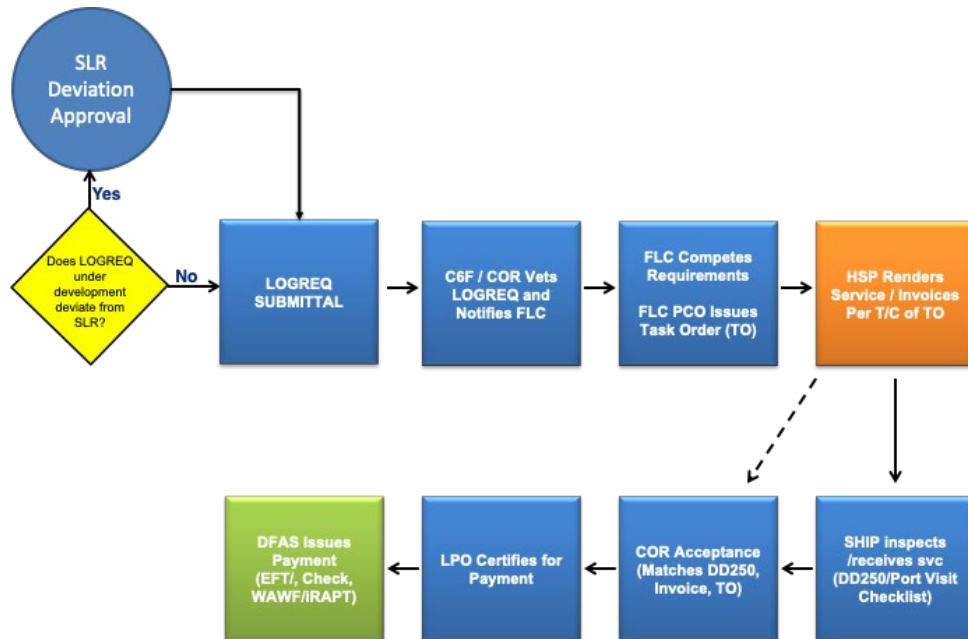 SLR
Deviation
Approval
Yes
Does LOGREQ
under
development
deviate from
SLR?
No
LOGREQ
SUBMITTAL
C6F / COR Vets
LOGREQ and
Notifies FLC
FLC Competes
Requirements
FLC PCO Issues
Task Order (TO)
HSP Renders
Service / Invoices
Per T/C of TO
DFAS Issues
Payment
(EFT/, Check,
WAWF/iRAPT)
LPO Certifies for
Payment
COR Acceptance
(Matches DD250,
Invoice, TO)
SHIP inspects
/receives svc
(DD250/Port Visit
Checklist)